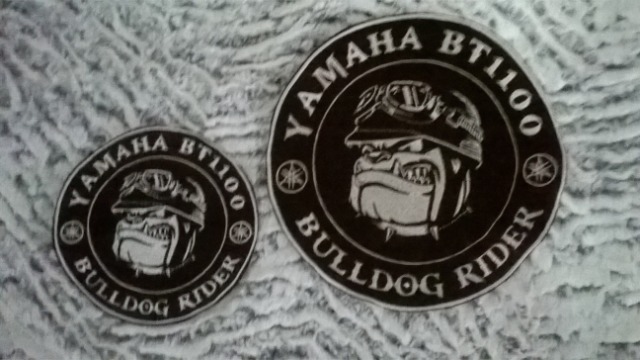 YAMAHA BT1100
BULLDOG RIDER
YAMAHA BT1100
BULLDOG RIDER